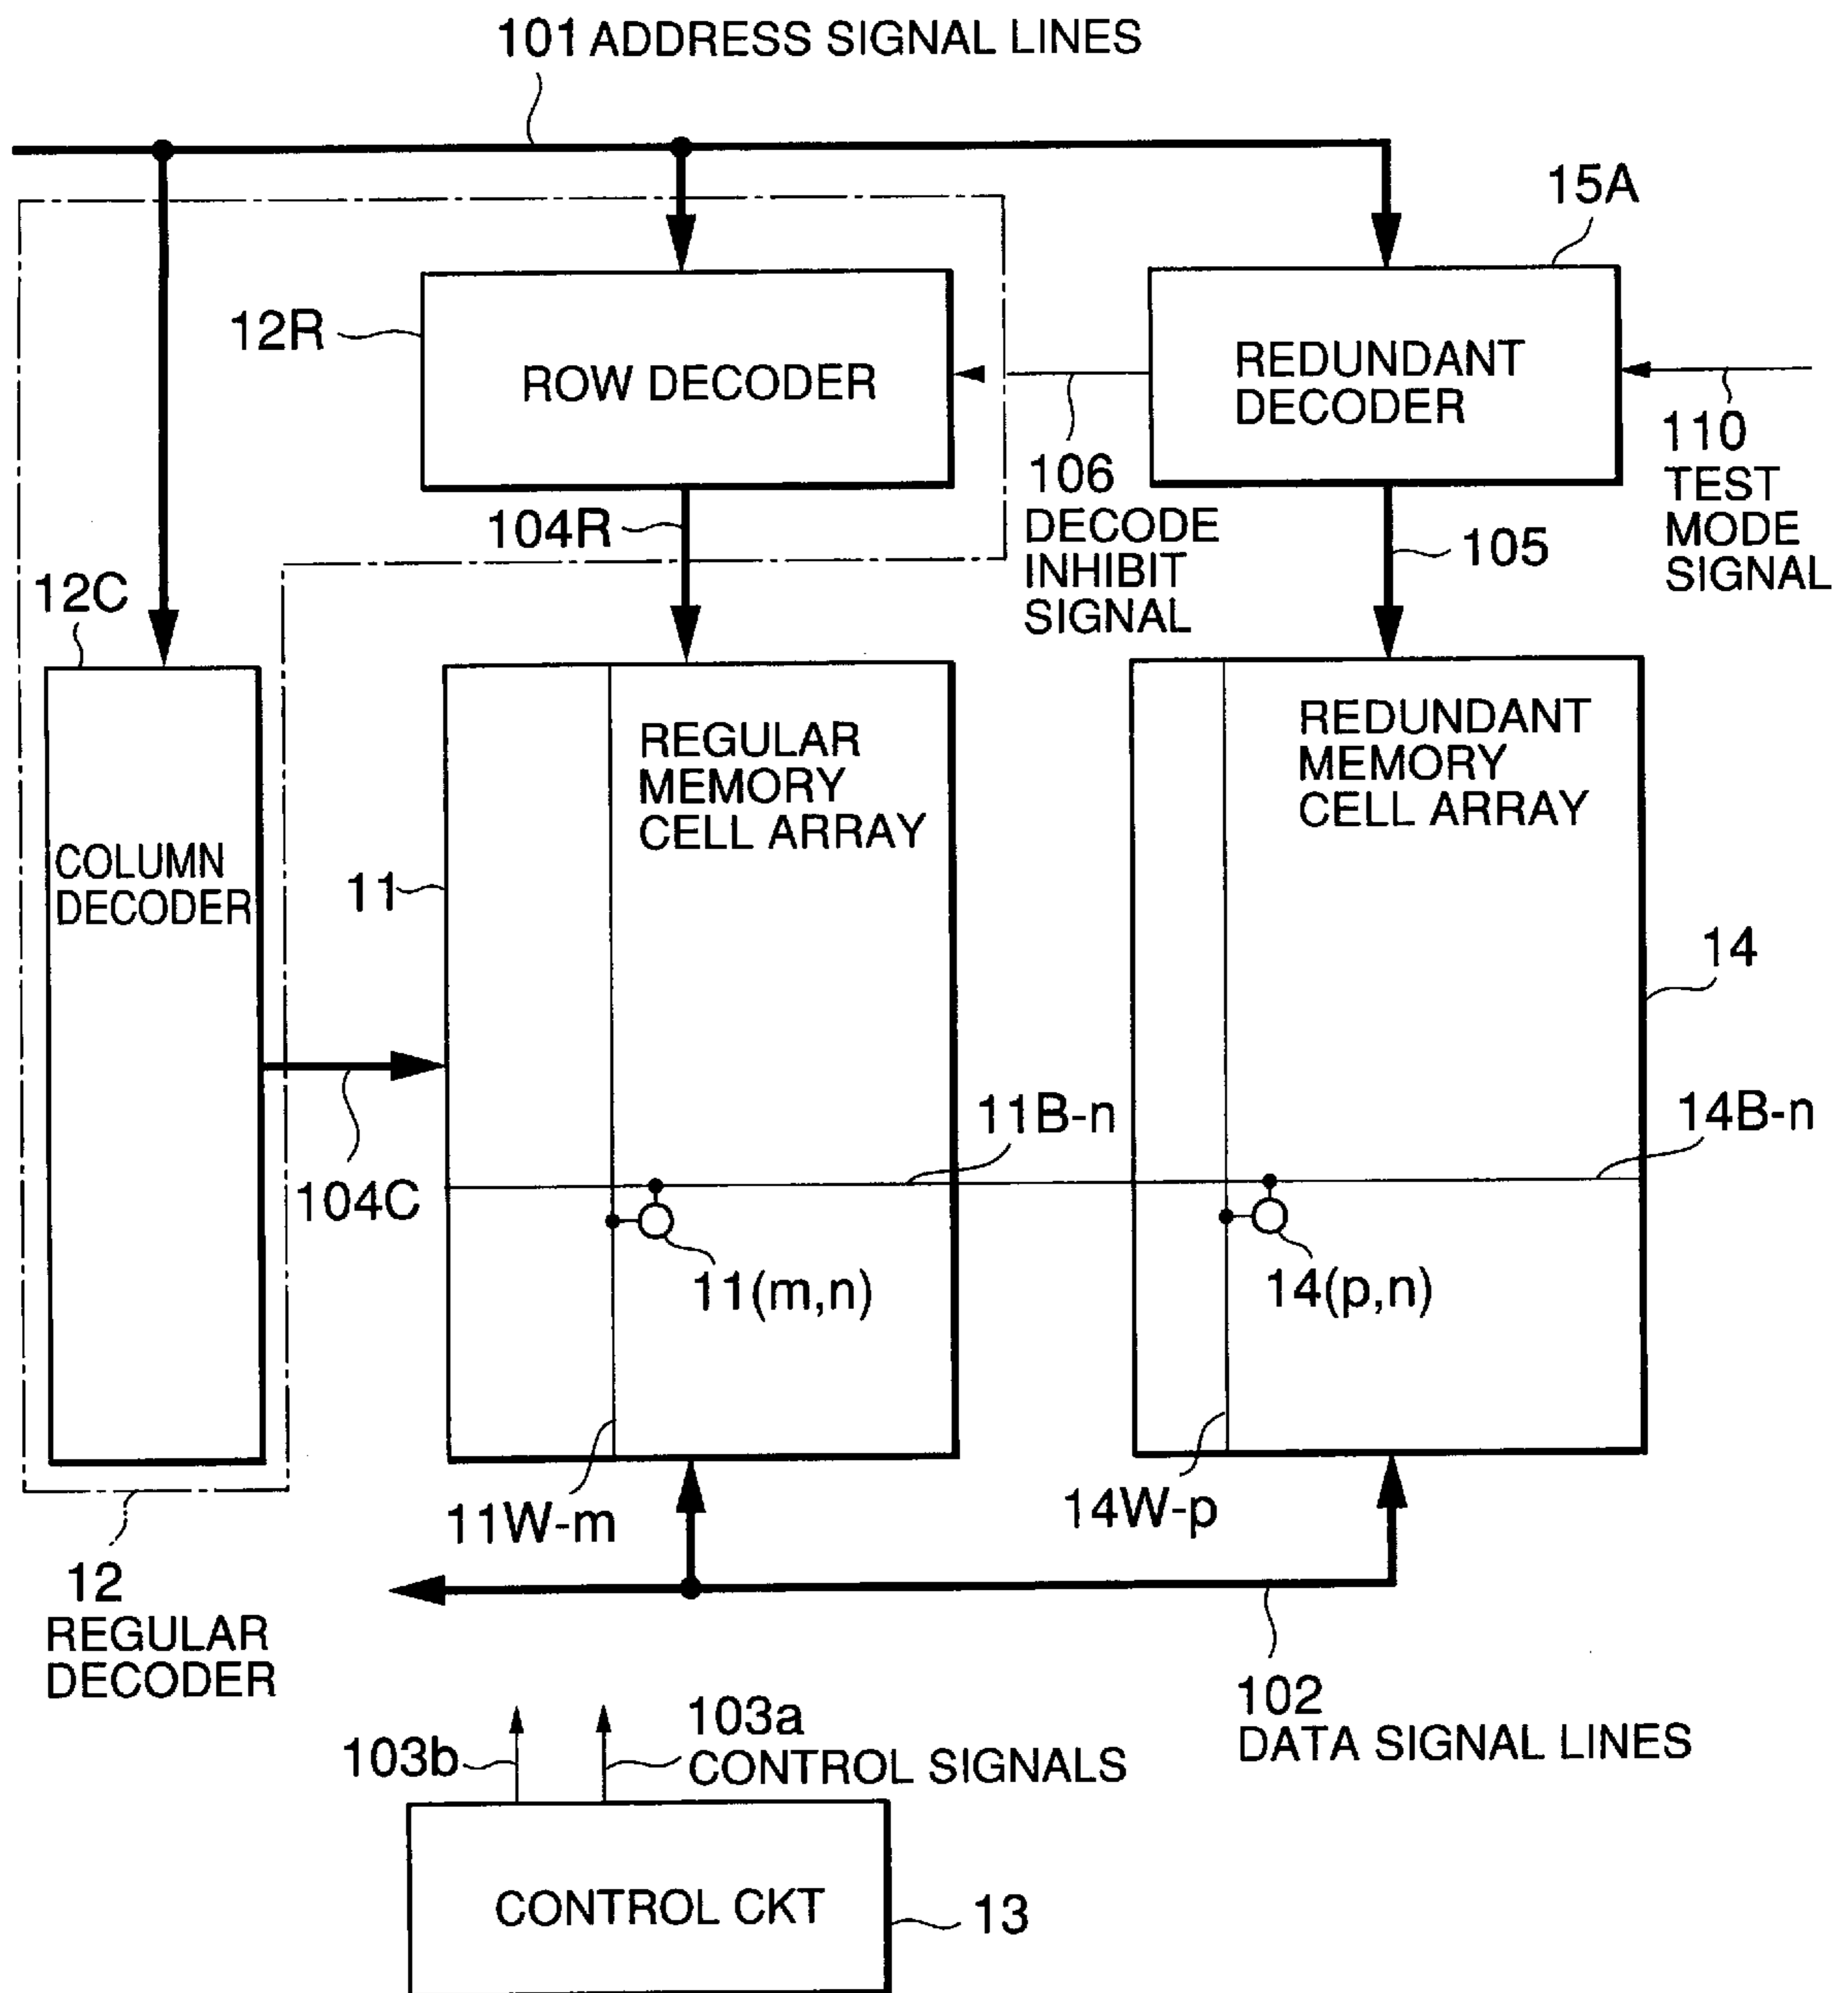 101 ADDRESS SIGNAL LINES
15A
12R
ROW DECODER
REDUNDANT
DECODER
106
DECODE
INHIBIT
SIGNAL
110
TEST
MODE
SIGNAL
104R
105
12C
COLUMN
DECODER
REGULAR
MEMORY
CELL ARRAY
REDUNDANT
MEMORY
CELL ARRAY
11
14
104C
11B-n
14B-n
11(m,n)
14(p,n)
11W-m
14W-p
12
REGULAR
DECODER
102
DATA SIGNAL LINES
103b
103a
CONTROL SIGNALS
CONTROL CKT
13